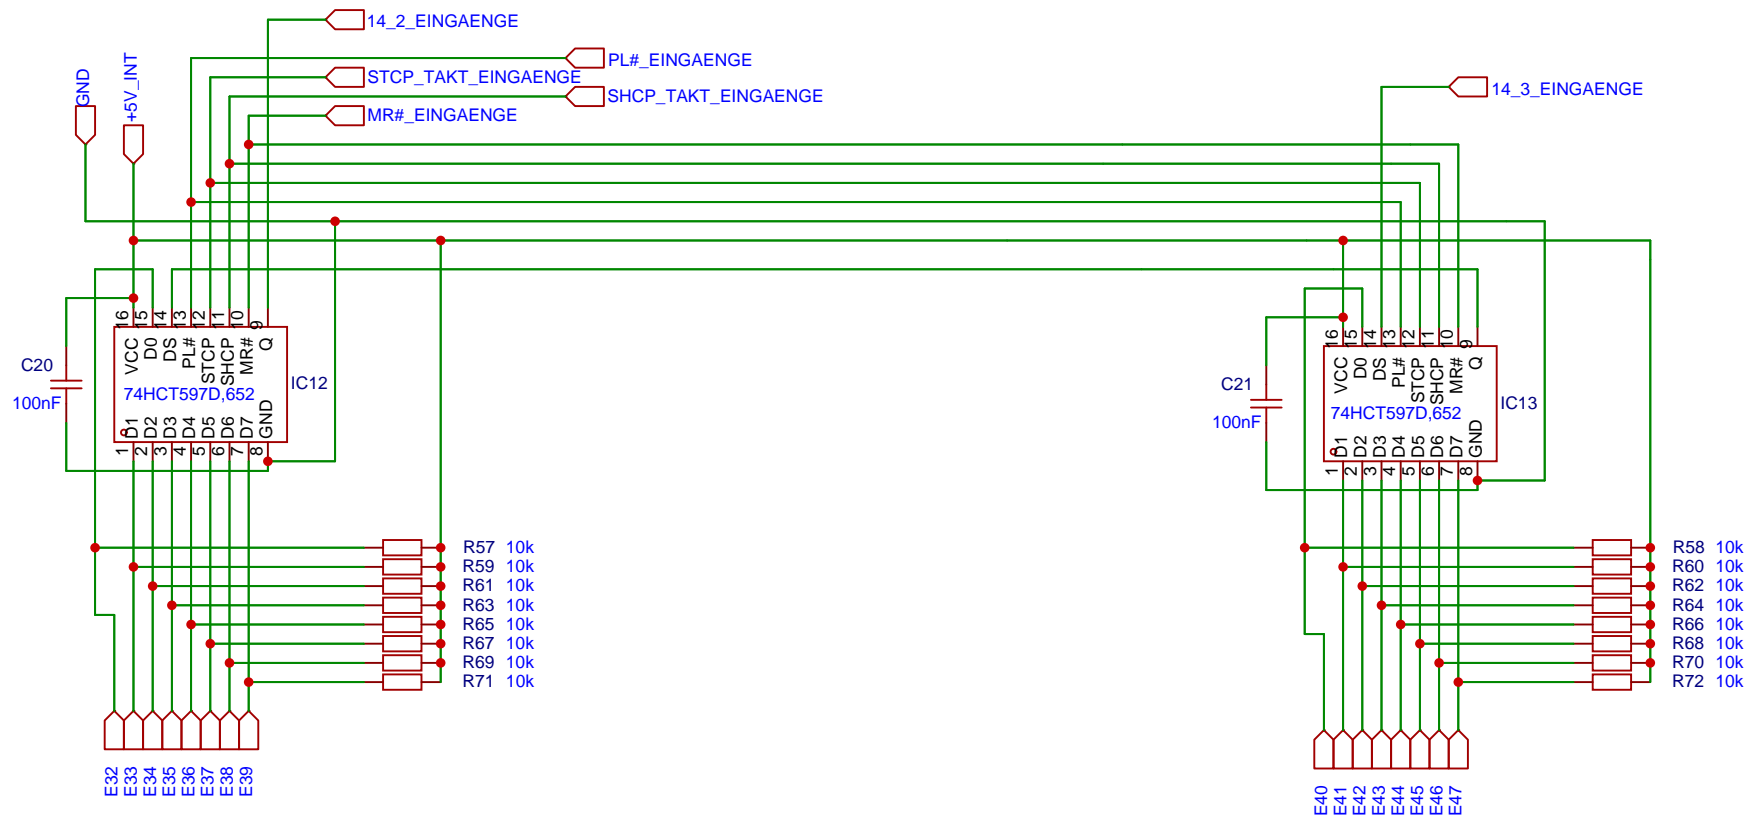 14_2_EINGAENGE
PL#_EINGAENGE
STCP_TAKT_EINGAENGE
SHCP_TAKT_EINGAENGE
MR#_EINGAENGE
14_3_EINGAENGE
GND
+5V_INT
16 15 14 13 12 11 10 9
VCC D0 DS PL# STCP SHCP MR# Q
74HCT597D,652
IC12
D1 D2 D3 D4 D5 D6 D7 GND
1 2 3 4 5 6 7 8
C20
100nF
16 15 14 13 12 11 10 9
VCC D0 DS PL# STCP SHCP MR# Q
74HCT597D,652
IC13
D1 D2 D3 D4 D5 D6 D7 GND
1 2 3 4 5 6 7 8
C21
100nF
R57 10k
R59 10k
R61 10k
R63 10k
R65 10k
R67 10k
R69 10k
R71 10k
R58 10k
R60 10k
R62 10k
R64 10k
R66 10k
R68 10k
R70 10k
R72 10k
E32
E33
E34
E35
E36
E37
E38
E39
E40
E41
E42
E43
E44
E45
E46
E47